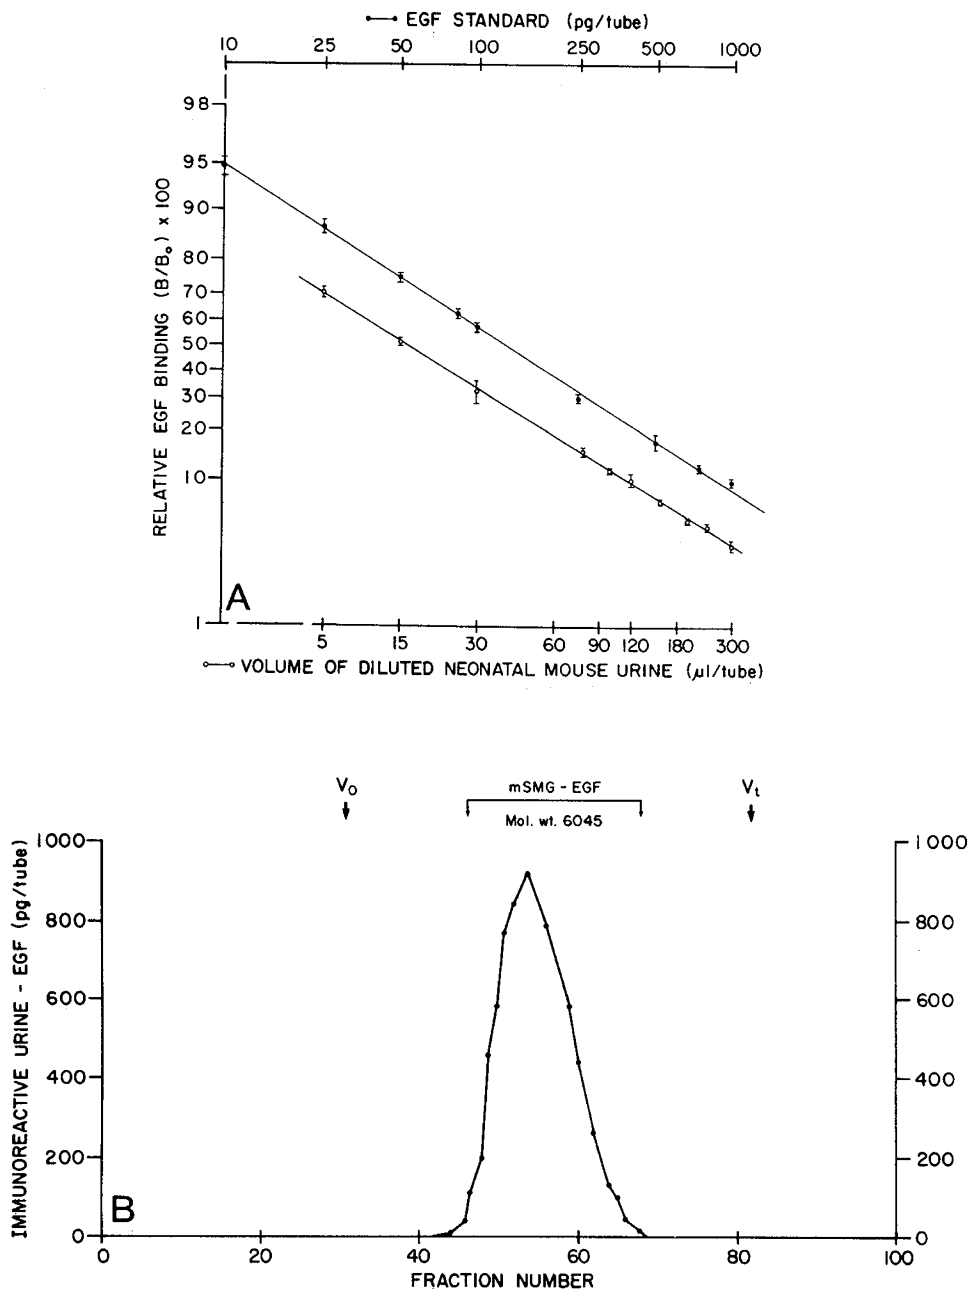 EGF STANDARD (pg/tube)
10 25 50 100 250 500 1000
98
95
90
80
70
60
50
40
30
20
10
1
RELATIVE EGF BINDING (B/B₀) x 100
A
5 15 30 60 90 120 180 300
VOLUME OF DILUTED NEONATAL MOUSE URINE (µl/tube)
V₀
mSMG - EGF
Mol. wt. 6045
Vₜ
IMMUNOREACTIVE URINE - EGF (pg/tube)
1000 1000
800 800
600 600
400 400
200 200
0 0
B
0 20 40 60 80 100
FRACTION NUMBER